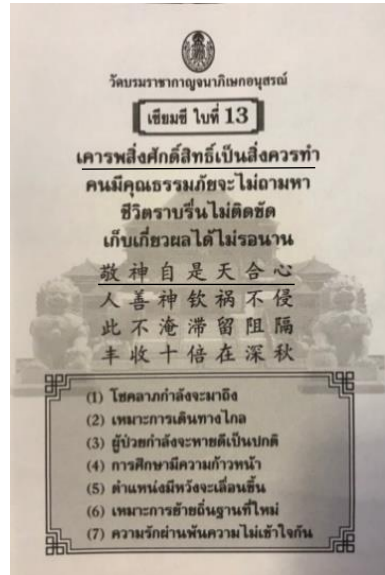 วัดบรมราชากาญจนาภิเษกอนุสรณ์
เซียมซี ใบที่ 13
เคารพสิ่งศักดิ์สิทธิ์เป็นสิ่งควรทำ
คนมีคุณธรรมภัยจะไม่ถามหา
ชีวิตราบรื่นไม่ติดขัด
เก็บเกี่ยวผลได้ไม่รอนาน
敬神自是天合心
人善神钦祸不侵
此不淹滞留阻隔
丰收十倍在深秋
(1) โชคลาภกำลังจะมาถึง
(2) เหมาะการเดินทางไกล
(3) ผู้ป่วยกำลังจะหายดีเป็นปกติ
(4) การศึกษามีความก้าวหน้า
(5) ตำแหน่งมีหวังจะเลื่อนขึ้น
(6) เหมาะการย้ายถิ่นฐานที่ใหม่
(7) ความรักผ่านพ้นความไม่เข้าใจกัน